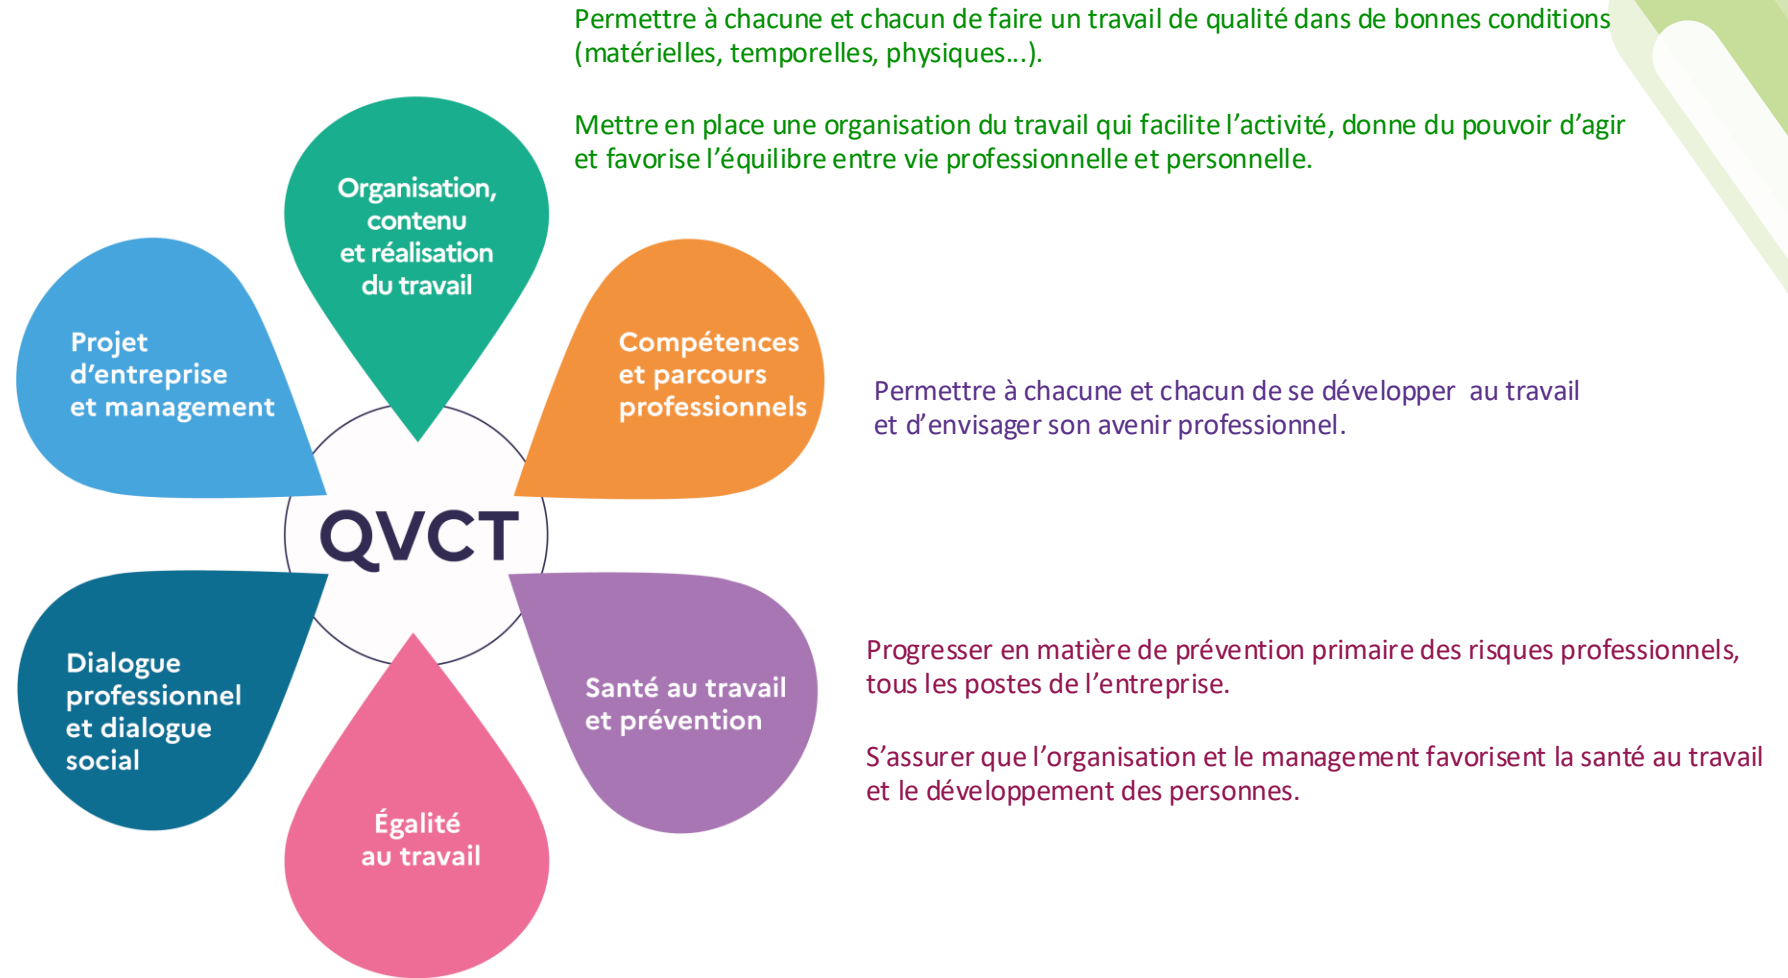 Permettre à chacune et chacun de faire un travail de qualité dans de bonnes conditions
(matérielles, temporelles, physiques...).
Mettre en place une organisation du travail qui facilite l’activité, donne du pouvoir d’agir
et favorise l’équilibre entre vie professionnelle et personnelle.
Organisation,
contenu
et réalisation
du travail
Projet
d’entreprise
et management
Compétences
et parcours
professionnels
Permettre à chacune et chacun de se développer au travail
et d’envisager son avenir professionnel.
QVCT
Dialogue
professionnel
et dialogue
social
Santé au travail
et prévention
Progresser en matière de prévention primaire des risques professionnels,
tous les postes de l’entreprise.
S’assurer que l’organisation et le management favorisent la santé au travail
et le développement des personnes.
Égalité
au travail